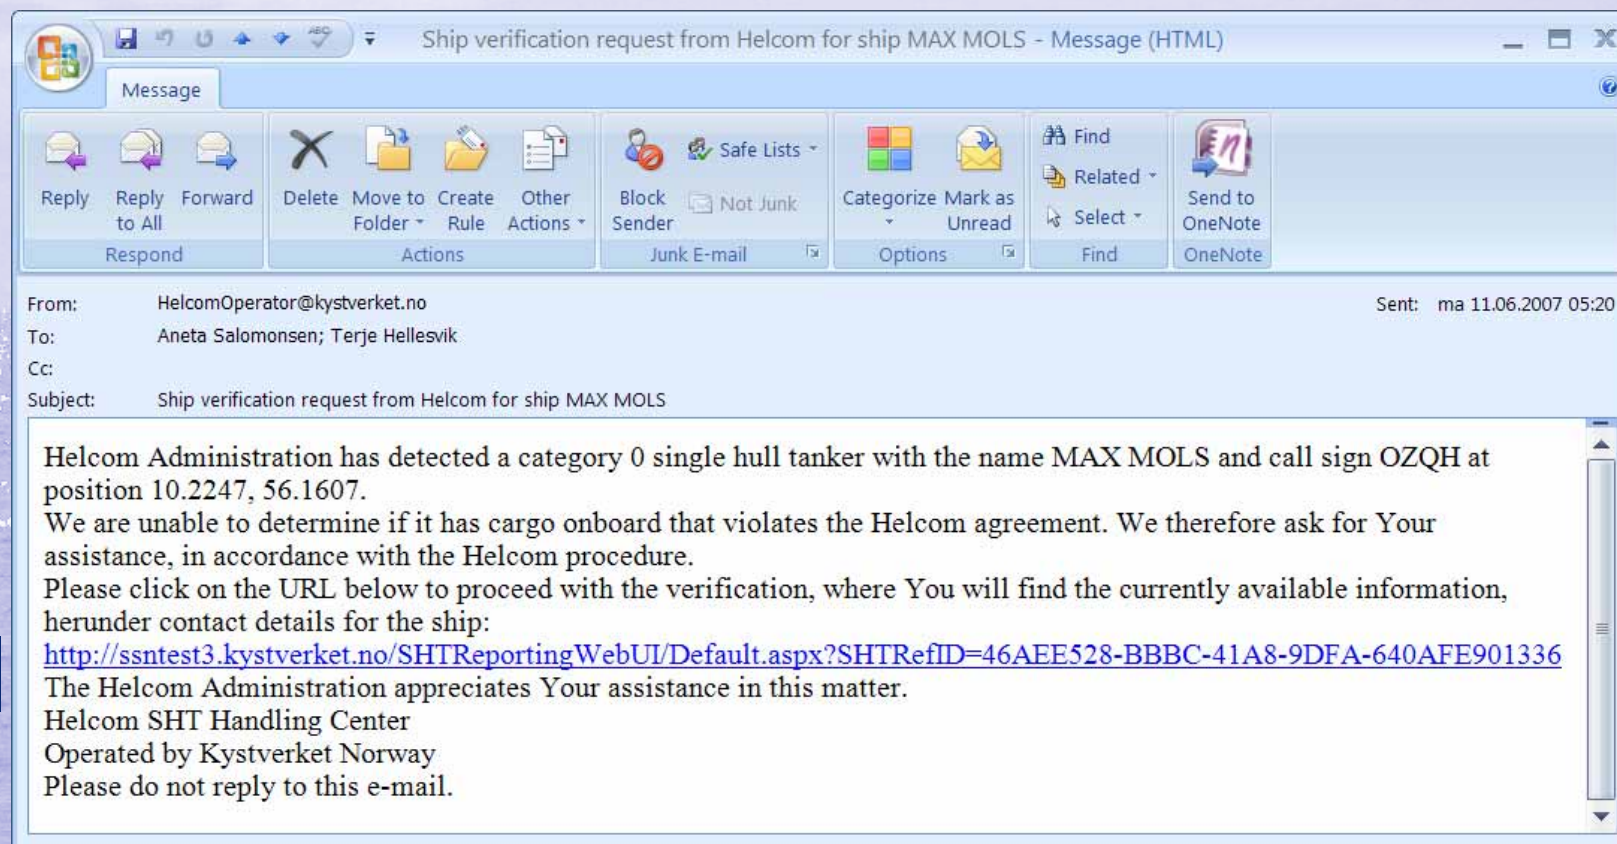 Ship verification request from Helcom for ship MAX MOLS - Message (HTML)
Message
Reply
Reply to All
Forward
Delete
Move to Folder
Create Rule
Other Actions
Block Sender
Safe Lists
Not Junk
Categorize
Mark as Unread
Find
Related
Select
Send to OneNote
Respond
Actions
Junk E-mail
Options
Find
OneNote
From: HelcomOperator@kystverket.no
Sent: ma 11.06.2007 05:20
To: Aneta Salomonsen; Terje Hellesvik
Cc:
Subject: Ship verification request from Helcom for ship MAX MOLS
Helcom Administration has detected a category 0 single hull tanker with the name MAX MOLS and call sign OZQH at
position 10.2247, 56.1607.
We are unable to determine if it has cargo onboard that violates the Helcom agreement. We therefore ask for Your
assistance, in accordance with the Helcom procedure.
Please click on the URL below to proceed with the verification, where You will find the currently available information,
herunder contact details for the ship:
http://ssntest3.kystverket.no/SHTReportingWebUI/Default.aspx?SHTRefID=46AEE528-BBBC-41A8-9DFA-640AFE901336
The Helcom Administration appreciates Your assistance in this matter.
Helcom SHT Handling Center
Operated by Kystverket Norway
Please do not reply to this e-mail.